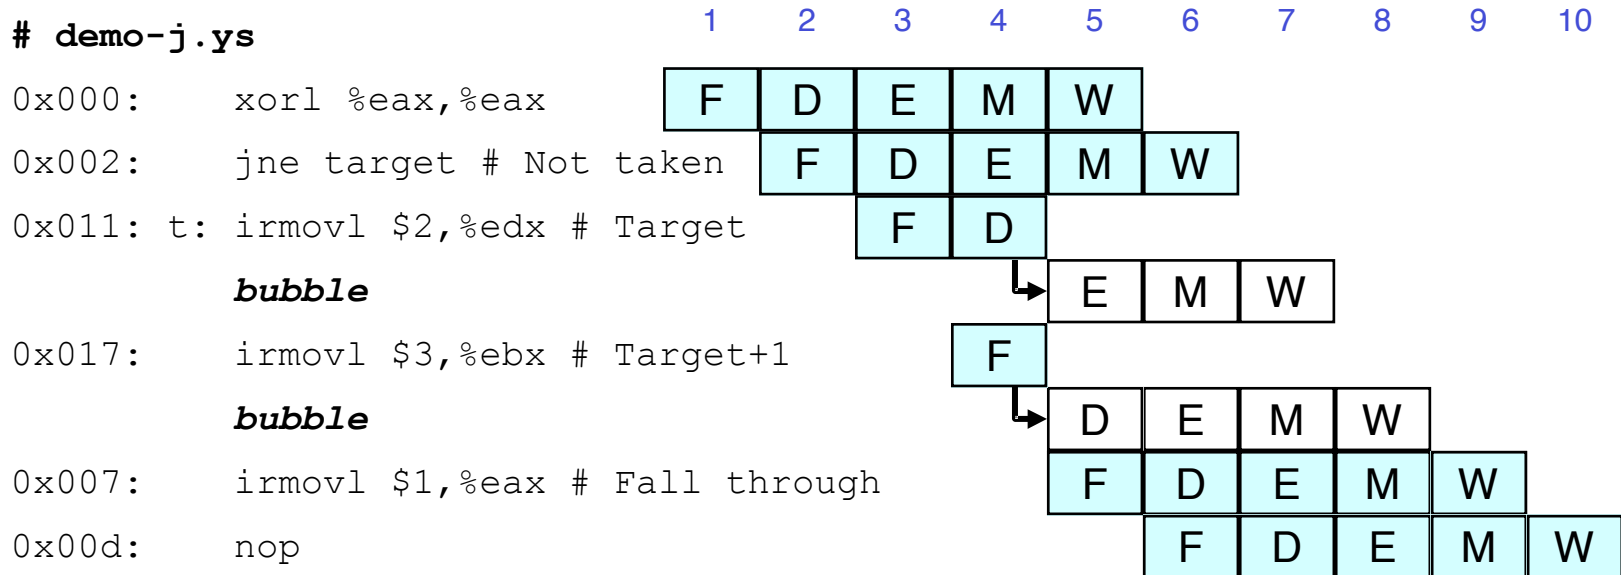 # demo-j.ys 1 2 3 4 5 6 7 8 9 10
0x000: xorl %eax,%eax F D E M W
0x002: jne target # Not taken F D E M W
0x011: t: irmovl $2,%edx # Target F D
bubble E M W
0x017: irmovl $3,%ebx # Target+1 F
bubble D E M W
0x007: irmovl $1,%eax # Fall through F D E M W
0x00d: nop F D E M W